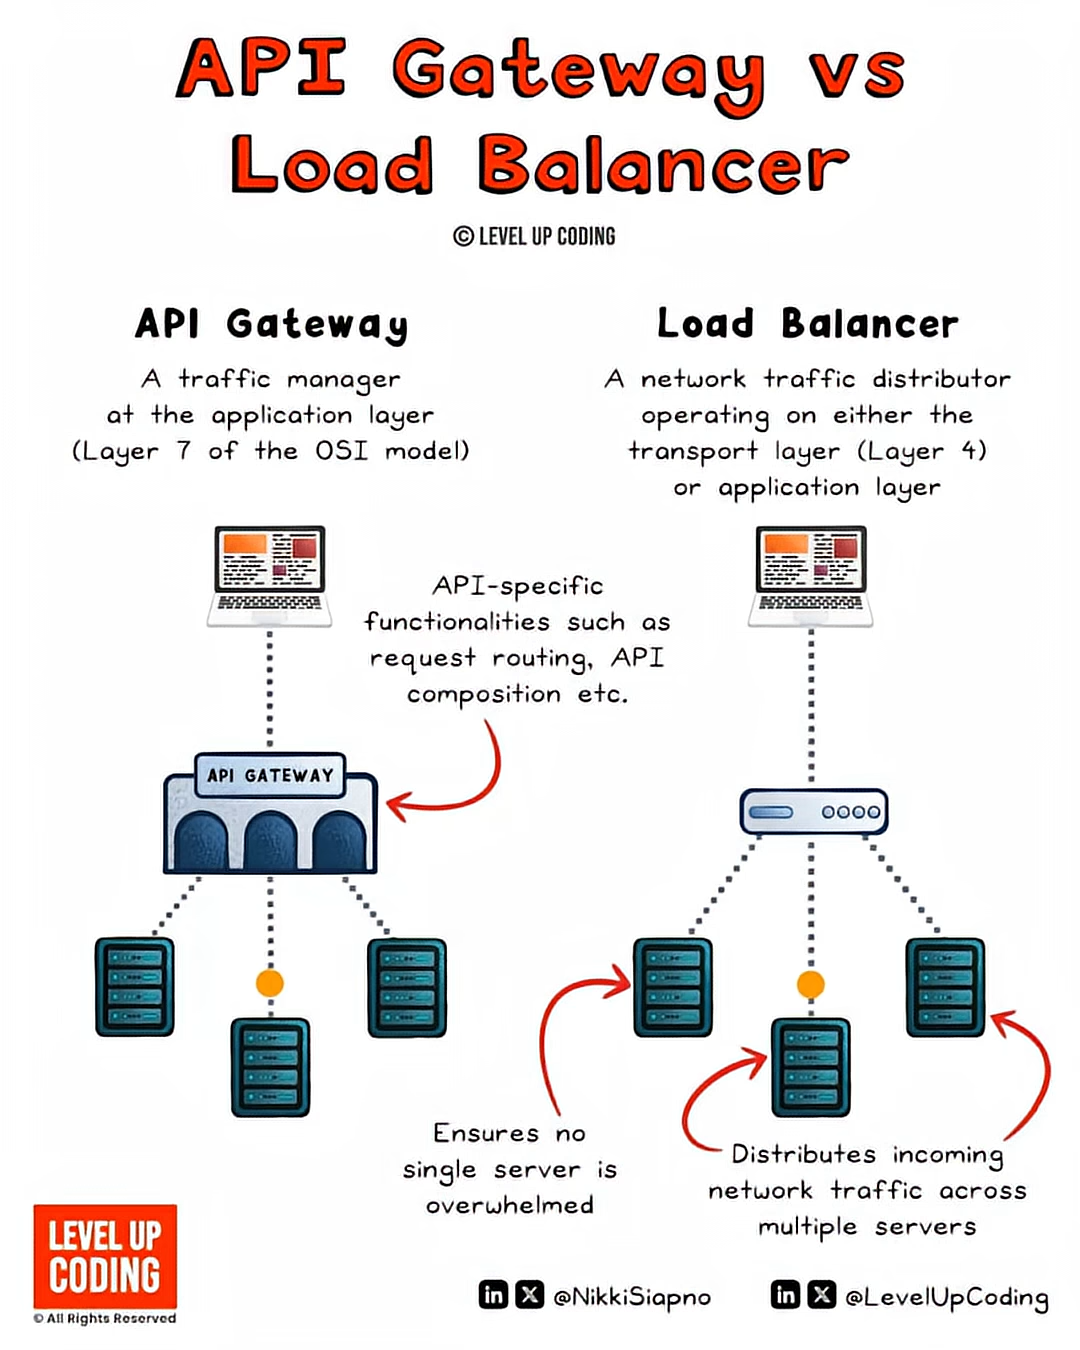 API Gateway vs
Load Balancer
© LEVEL UP CODING
API Gateway
A traffic manager
at the application layer
(Layer 7 of the OSI model)
Load Balancer
A network traffic distributor
operating on either the
transport layer (Layer 4)
or application layer
API-specific
functionalities such as
request routing, API
composition etc.
API GATEWAY
Ensures no
single server is
overwhelmed
Distributes incoming
network traffic across
multiple servers
LEVEL UP
CODING
© All Rights Reserved
in X @NikkiSiapno
in X @LevelUpCoding